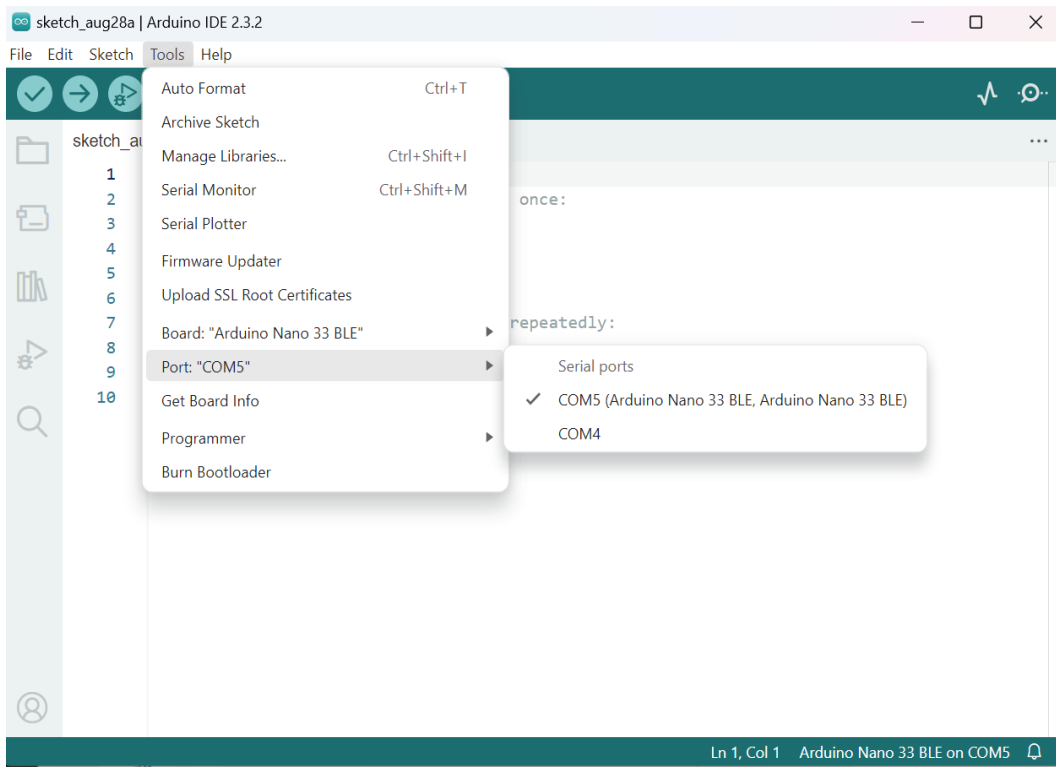 sketch_aug28a | Arduino IDE 2.3.2
File Edit Sketch Tools Help
sketch_au
Auto Format Ctrl+T
Archive Sketch
Manage Libraries... Ctrl+Shift+I
Serial Monitor Ctrl+Shift+M
Serial Plotter
Firmware Updater
Upload SSL Root Certificates
Board: "Arduino Nano 33 BLE"
Port: "COM5"
Get Board Info
Programmer
Burn Bootloader
Serial ports
COM5 (Arduino Nano 33 BLE, Arduino Nano 33 BLE)
COM4
1
2 once:
3
4
5
6
7 repeatedly:
8
9
10
Ln 1, Col 1 Arduino Nano 33 BLE on COM5